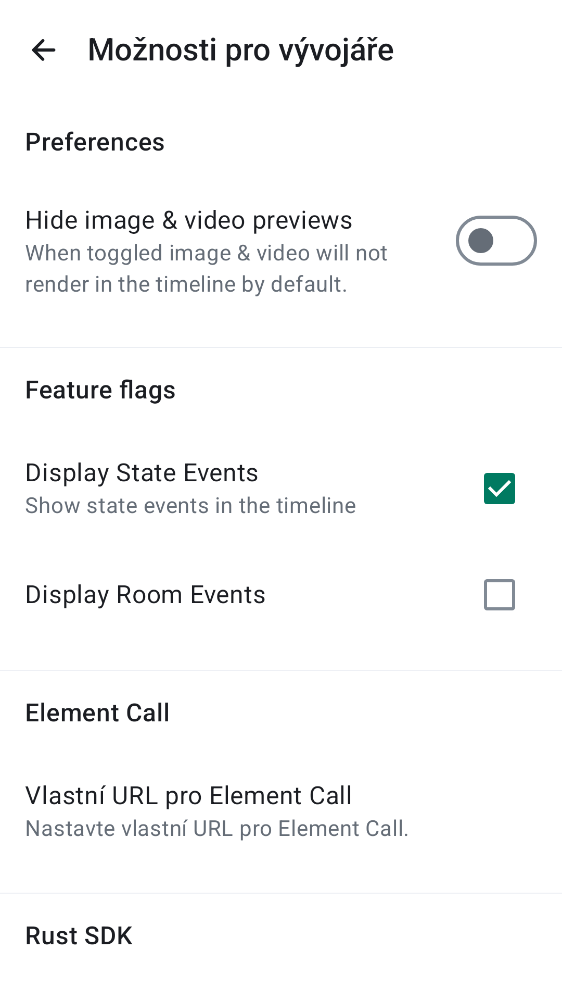 Možnosti pro vývojáře
Preferences
Hide image & video previews
When toggled image & video will not
render in the timeline by default.
Feature flags
Display State Events
Show state events in the timeline
Display Room Events
Element Call
Vlastní URL pro Element Call
Nastavte vlastní URL pro Element Call.
Rust SDK